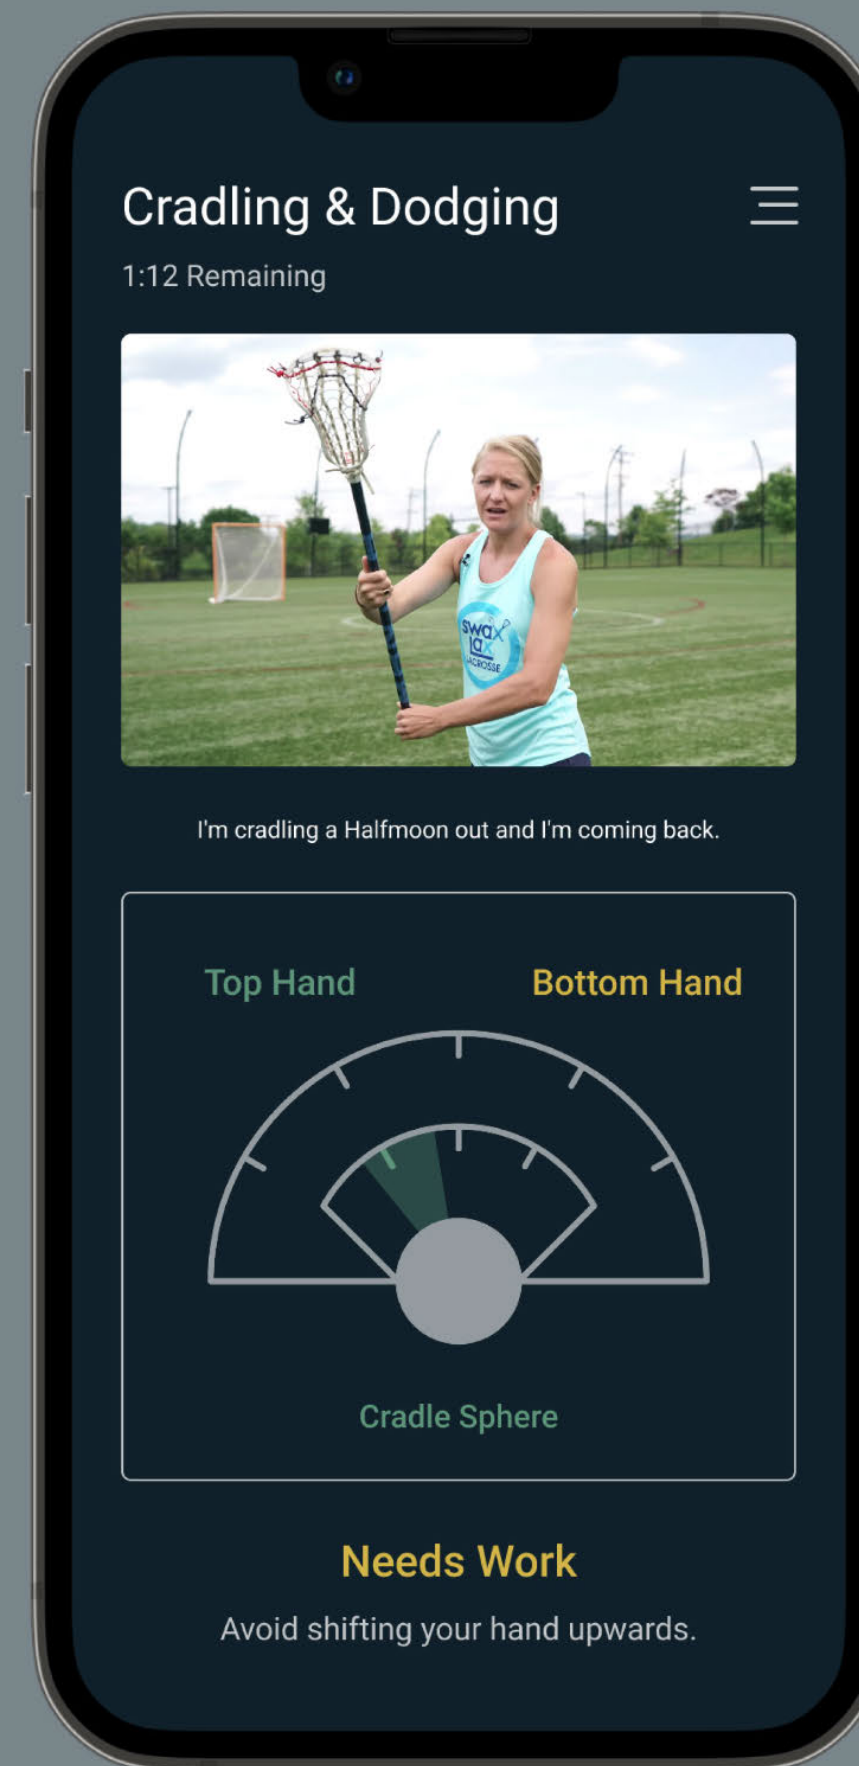 Cradling & Dodging
1:12 Remaining
swax
lax
LACROSSE
I'm cradling a Halfmoon out and I'm coming back.
Top Hand
Bottom Hand
Cradle Sphere
Needs Work
Avoid shifting your hand upwards.